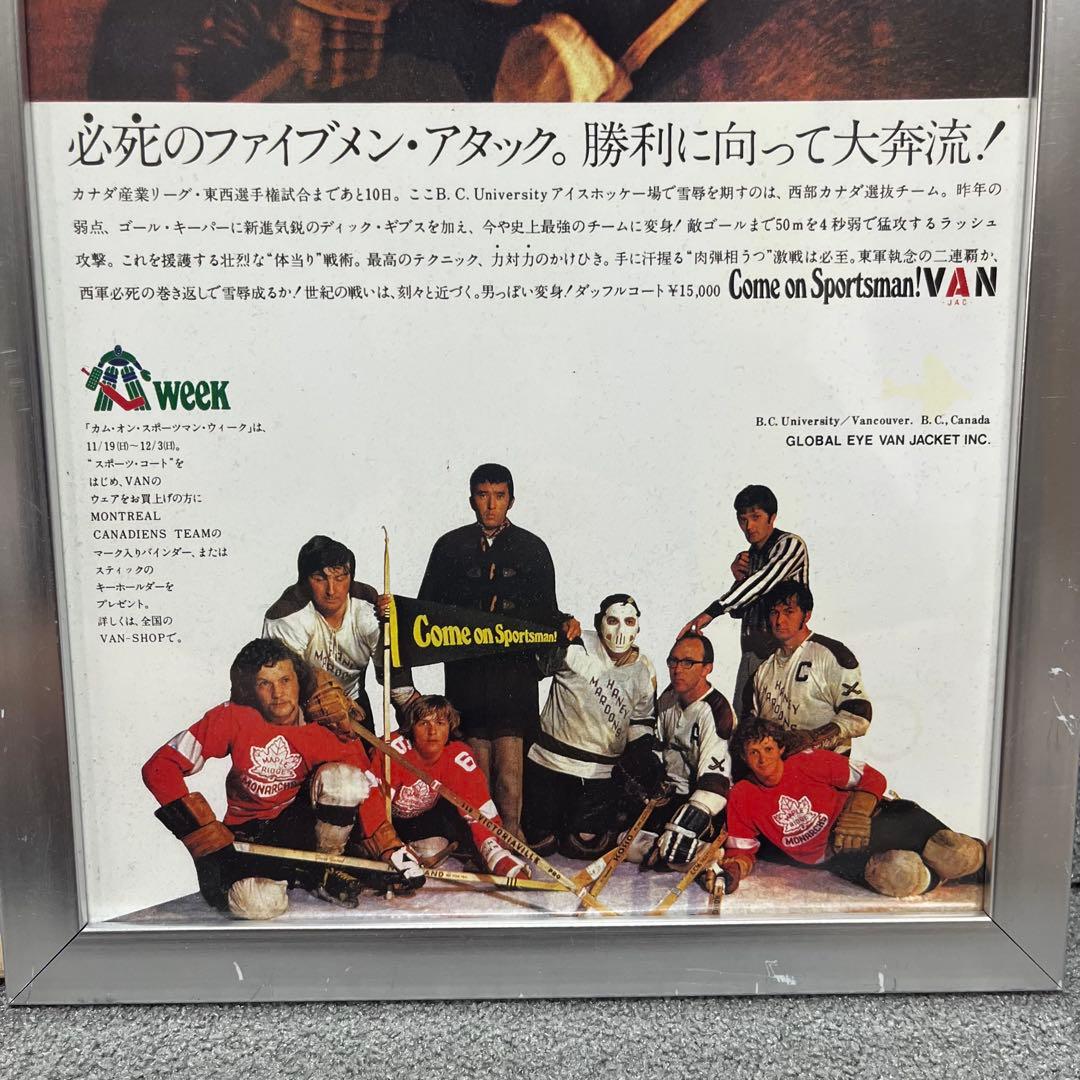 必死のファイブメン・アタック。勝利に向って大奔流!
カナダ産業リーグ・東西選手権試合まであと10日。ここB. C. Universityアイスホッケー場で雪辱を期すのは、西部カナダ選抜チーム。昨年の
弱点、ゴール・キーパーに新進気鋭のディック・ギブスを加え、今や史上最強のチームに変身!敵ゴールまで50mを4秒弱で猛攻するラッシュ
攻撃。これを援護する壮烈な“体当り”戦術。最高のテクニック、力対力のかけひき。手に汗握る“肉弾相うつ”激戦は必至。東軍執念の二連覇か、
西軍必死の巻き返しで雪辱成るか!世紀の戦いは、刻々と近づく。男っぽい変身!ダッフルコート¥15,000 Come on Sportsman! VAN
-JAC-
WEEK
「カム・オン・スポーツマン・ウィーク」は、
11/19(日)〜12/3(日)。
“スポーツ・コート”を
はじめ、VANの
ウェアをお買上げの方に
MONTREAL
CANADIENS TEAMの
マーク入りバインダー、または
スティックの
キーホールダーを
プレゼント。
詳しくは、全国の
VAN-SHOPで。
B.C. University/Vancouver. B.C., Canada
GLOBAL EYE VAN JACKET INC.
Come on Sportsman!
HANEY
MAROONS
HANEY
MAROONS
HANEY
MAROONS
C
A
MAPLE
RIDGE
MONARCHS
6
MAPLE
RIDGE
MONARCHS
VICTORIAVILLE PRO
KOHO